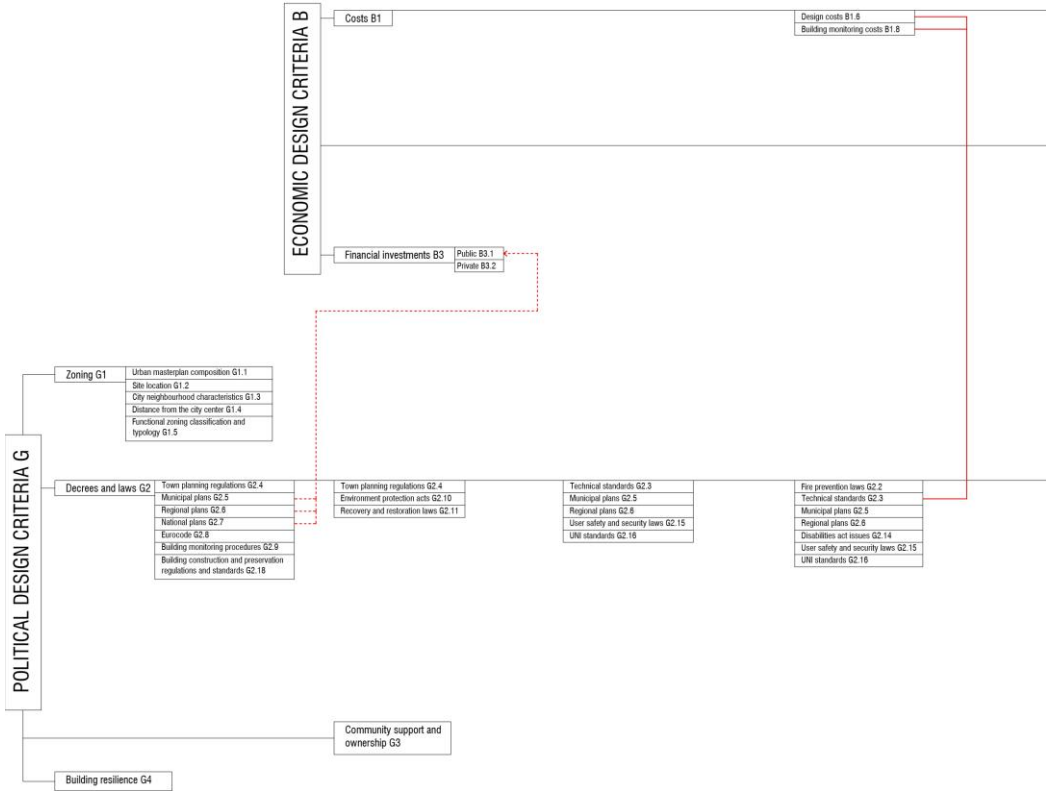 ECONOMIC DESIGN CRITERIA B
Costs B1
Design costs B1.6
Building monitoring costs B1.8
Financial investments B3
Public B3.1
Private B3.2
POLITICAL DESIGN CRITERIA G
Zoning G1
Urban masterplan composition G1.1
Site location G1.2
City neighbourhood characteristics G1.3
Distance from the city center G1.4
Functional zoning classification and
typology G1.5
Decrees and laws G2
Town planning regulations G2.4
Municipal plans G2.5
Regional plans G2.6
National plans G2.7
Eurocode G2.8
Building monitoring procedures G2.9
Building construction and preservation
regulations and standards G2.18
Town planning regulations G2.4
Environment protection acts G2.10
Recovery and restoration laws G2.11
Technical standards G2.3
Municipal plans G2.5
Regional plans G2.6
User safety and security laws G2.15
UNI standards G2.16
Fire prevention laws G2.2
Technical standards G2.3
Municipal plans G2.5
Regional plans G2.6
Disabilities act issues G2.14
User safety and security laws G2.15
UNI standards G2.16
Community support and
ownership G3
Building resilience G4